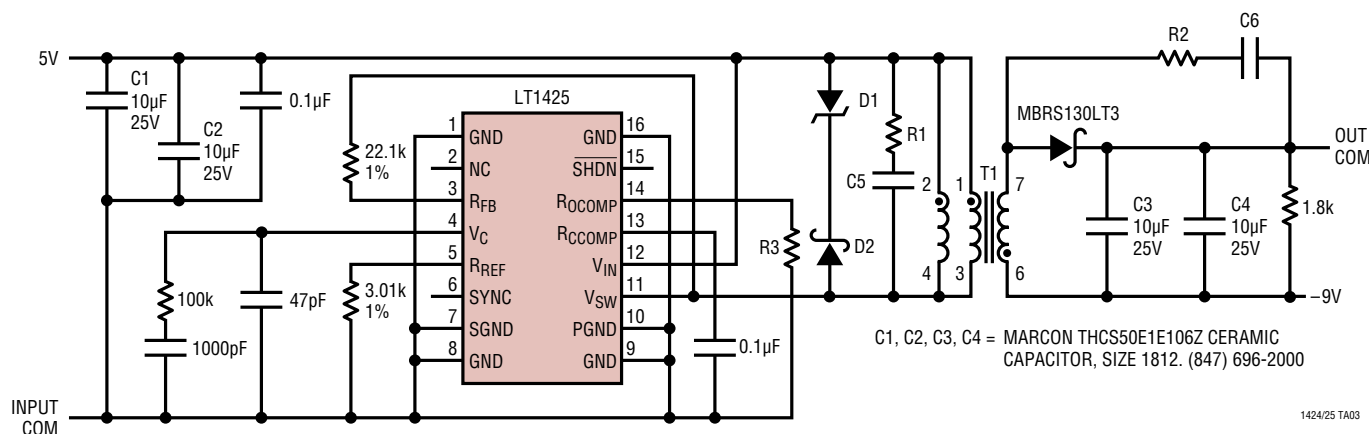 5V
C1
10µF
25V
C2
10µF
25V
0.1µF
22.1k
1%
LT1425
1
GND
2
NC
3
RFB
4
VC
5
RREF
6
SYNC
7
SGND
8
GND
16
GND
15
SHDN
14
ROCOMP
13
RCCOMP
12
VIN
11
VSW
10
PGND
9
GND
100k
1000pF
47pF
3.01k
1%
0.1µF
R3
D1
D2
R1
C5
2
4
1
3
T1
7
6
R2
C6
MBRS130LT3
C3
10µF
25V
C4
10µF
25V
1.8k
OUT
COM
–9V
C1, C2, C3, C4 = MARCON THCS50E1E106Z CERAMIC
CAPACITOR, SIZE 1812. (847) 696-2000
INPUT
COM
1424/25 TA03